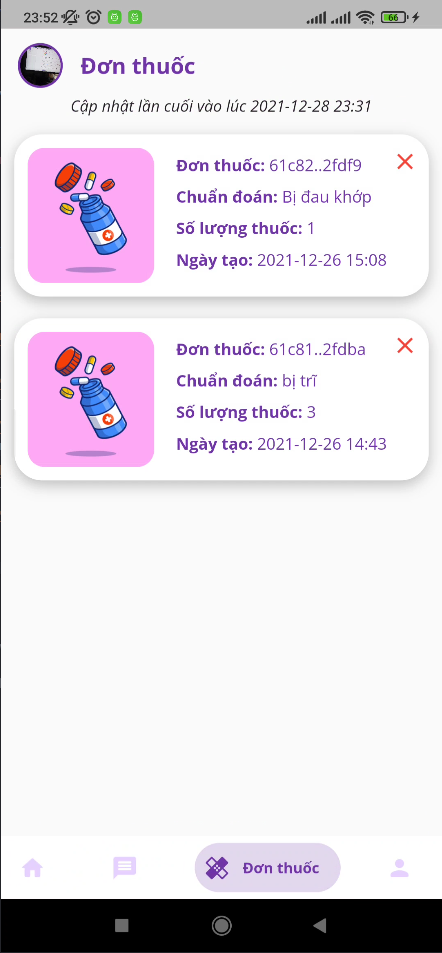 23:52
66
Đơn thuốc
Cập nhật lần cuối vào lúc 2021-12-28 23:31
Đơn thuốc: 61c82..2fdf9
Chuẩn đoán: Bị đau khớp
Số lượng thuốc: 1
Ngày tạo: 2021-12-26 15:08
Đơn thuốc: 61c81..2fdba
Chuẩn đoán: bị trĩ
Số lượng thuốc: 3
Ngày tạo: 2021-12-26 14:43
Đơn thuốc